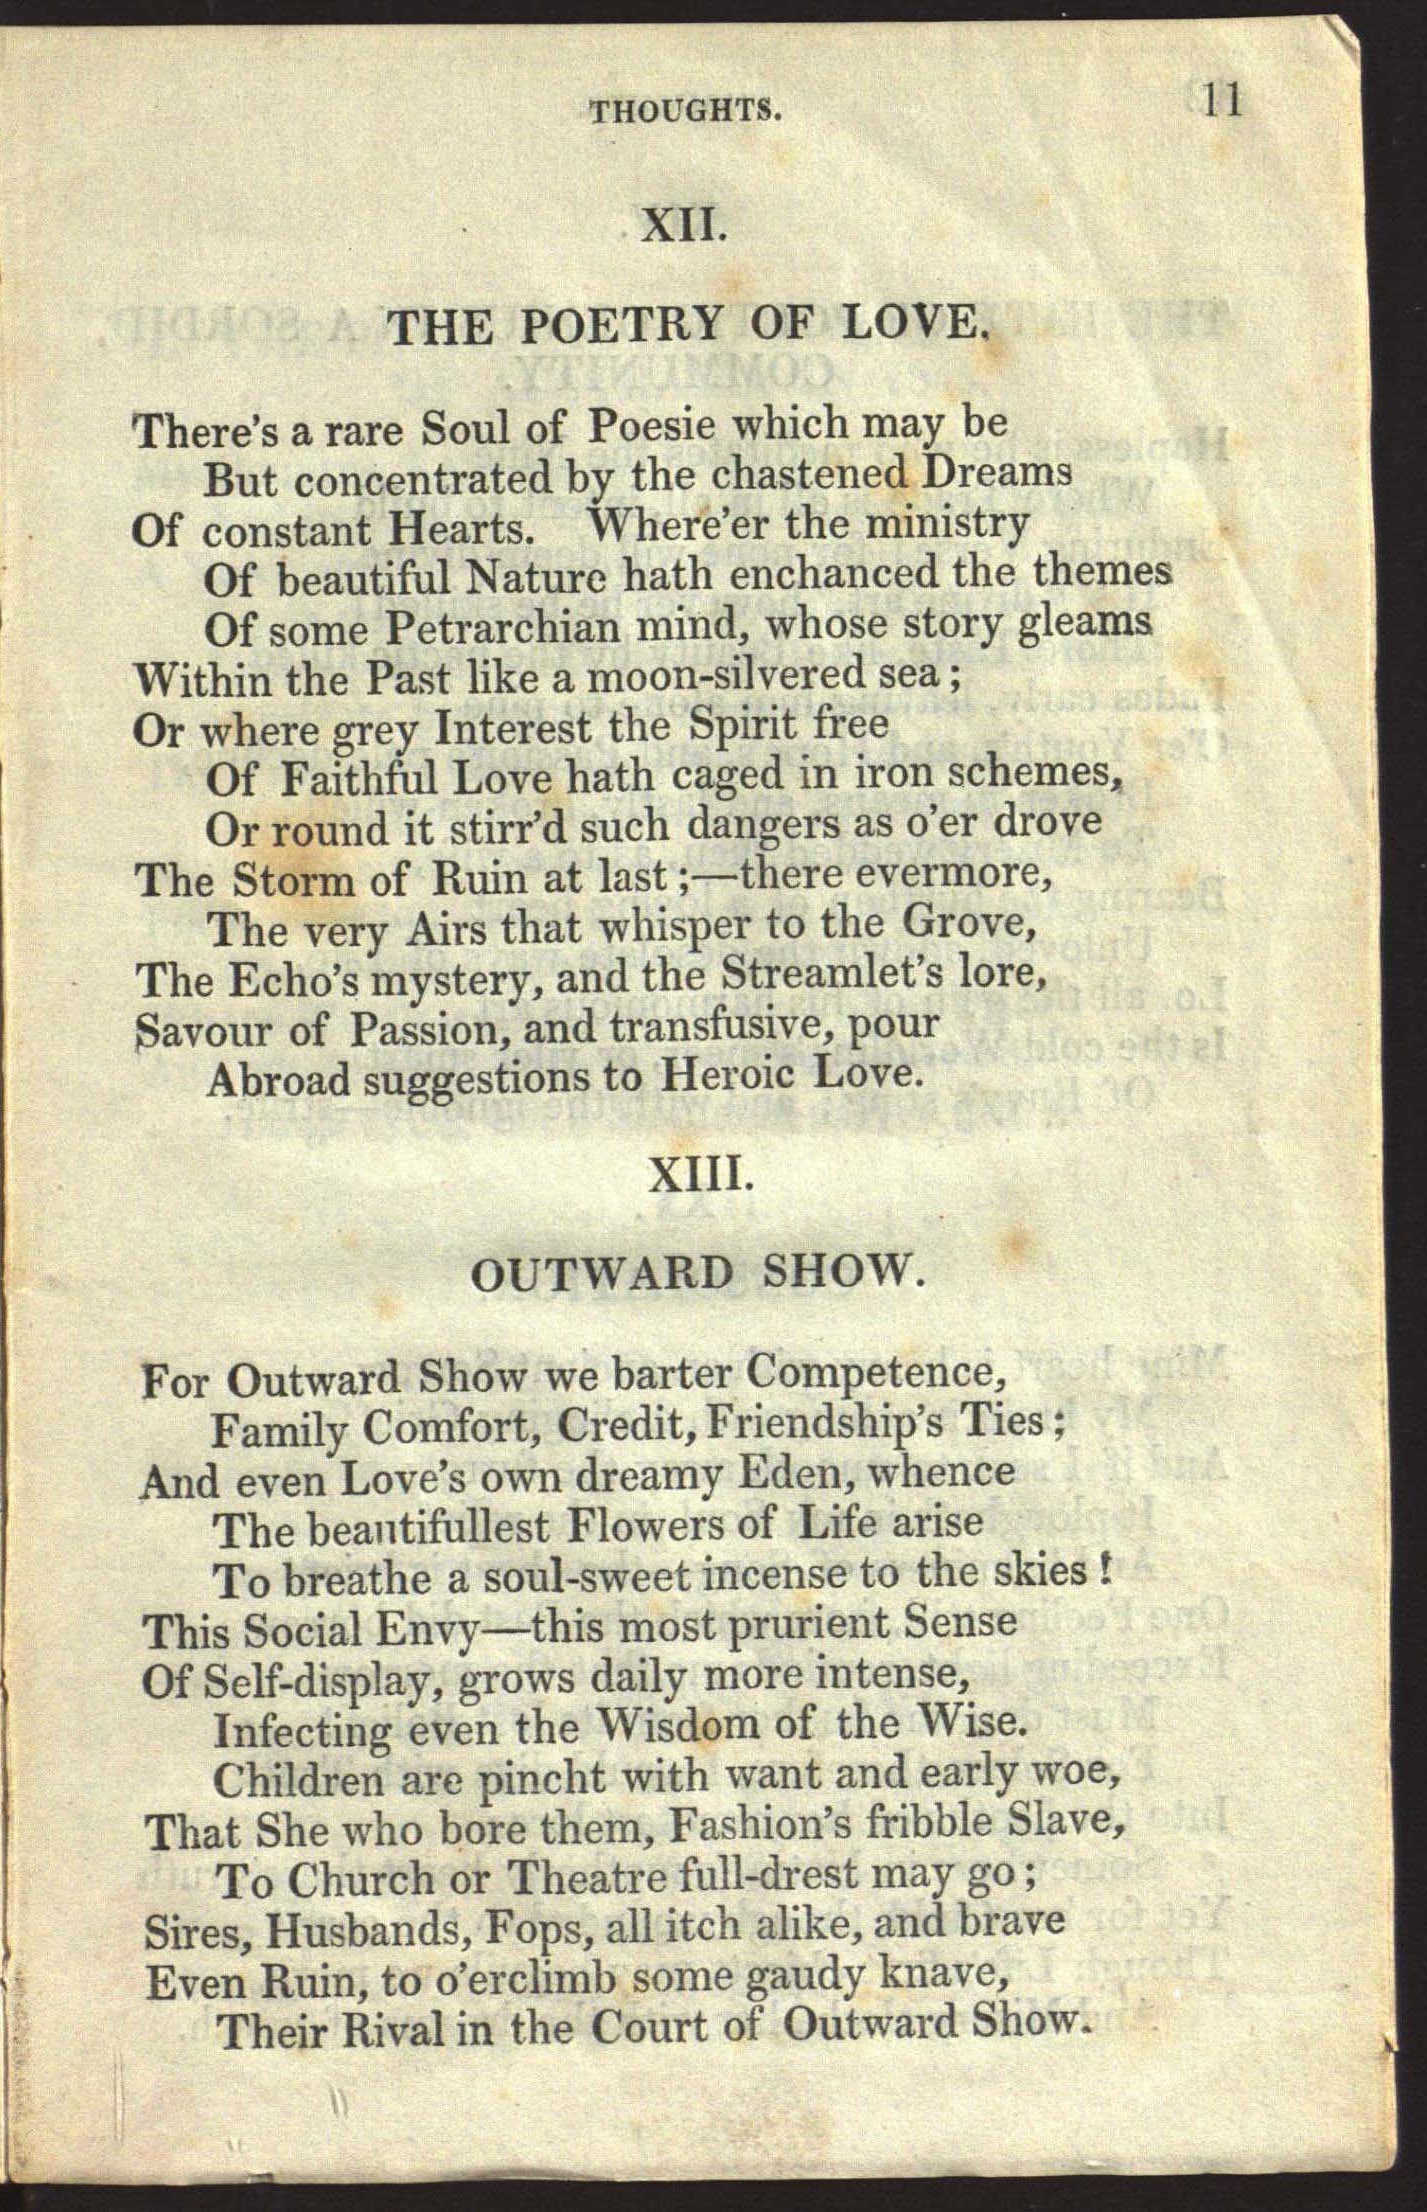 THOUGHTS. 11
XII.
THE POETRY OF LOVE.
There's a rare Soul of Poesie which may be
But concentrated by the chastened Dreams
Of constant Hearts. Where'er the ministry
Of beautiful Nature hath enchanced the themes
Of some Petrarchian mind, whose story gleams
Within the Past like a moon-silvered sea;
Or where grey Interest the Spirit free
Of Faithful Love hath caged in iron schemes,
Or round it stirr'd such dangers as o'er drove
The Storm of Ruin at last;—there evermore,
The very Airs that whisper to the Grove,
The Echo's mystery, and the Streamlet's lore,
Savour of Passion, and transfusive, pour
Abroad suggestions to Heroic Love.
XIII.
OUTWARD SHOW.
For Outward Show we barter Competence,
Family Comfort, Credit, Friendship's Ties;
And even Love's own dreamy Eden, whence
The beautifullest Flowers of Life arise
To breathe a soul-sweet incense to the skies!
This Social Envy—this most prurient Sense
Of Self-display, grows daily more intense,
Infecting even the Wisdom of the Wise.
Children are pincht with want and early woe,
That She who bore them, Fashion's fribble Slave,
To Church or Theatre full-drest may go;
Sires, Husbands, Fops, all itch alike, and brave
Even Ruin, to o'erclimb some gaudy knave,
Their Rival in the Court of Outward Show.